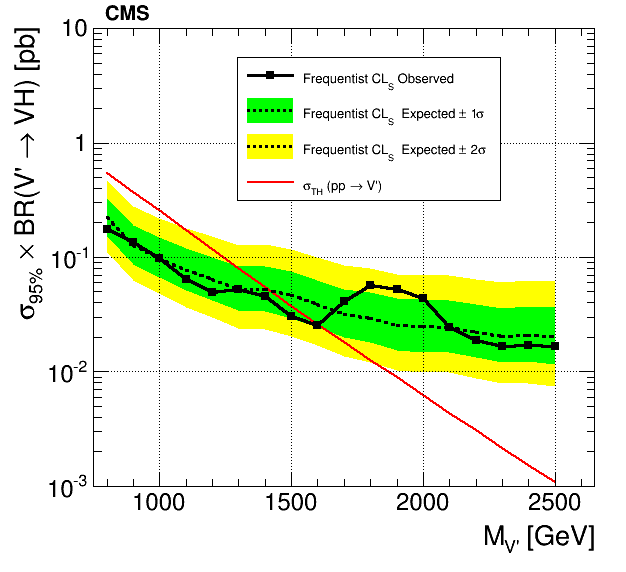 CMS
σ95% × BR(V' → VH) [pb]
10
1
10-1
10-2
10-3
Frequentist CLS Observed
Frequentist CLS Expected ± 1σ
Frequentist CLS Expected ± 2σ
σTH (pp → V')
1000 1500 2000 2500
MV' [GeV]